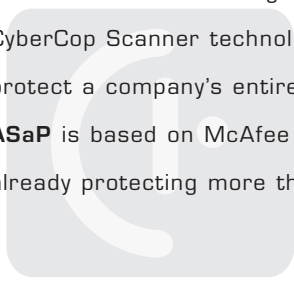 CyberCop Scanner technol
protect a company's entire
ASaP is based on McAfee
already protecting more th